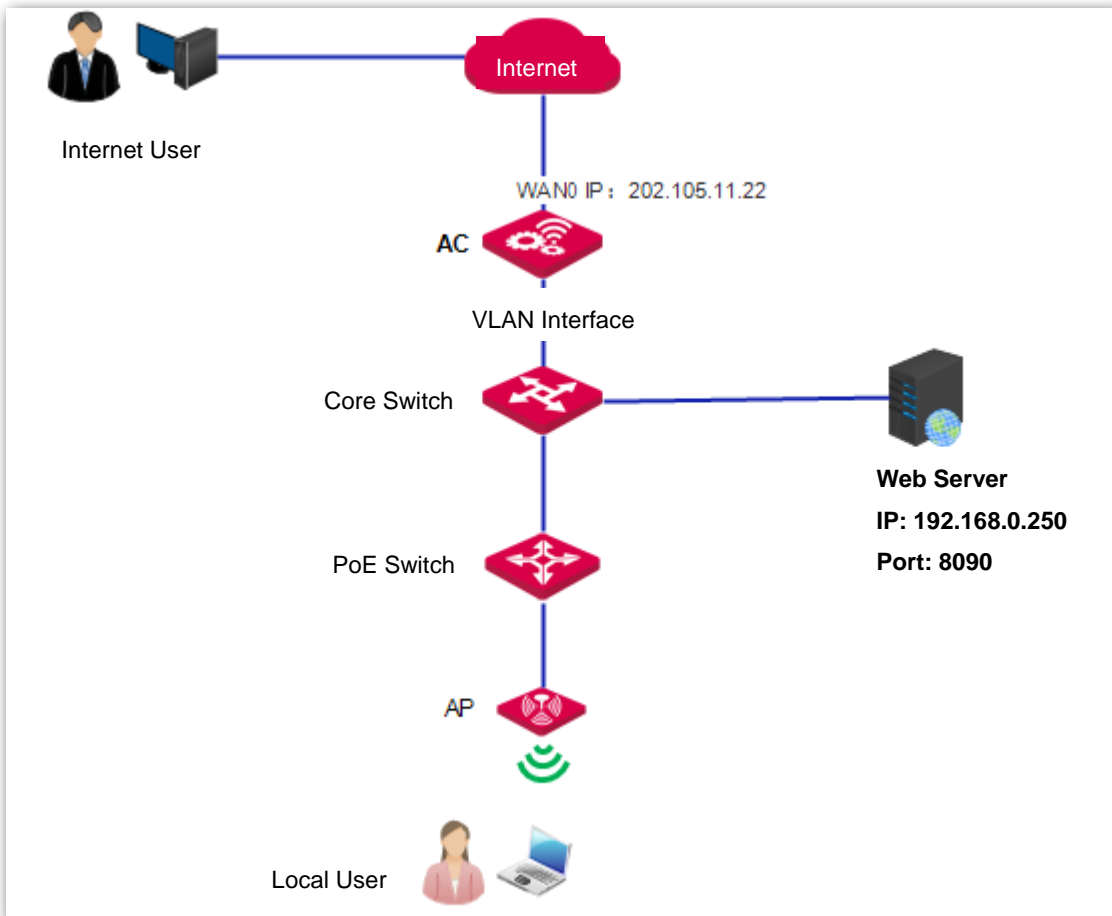 Internet
Internet User
WAN0 IP： 202.105.11.22
AC
VLAN Interface
Core Switch
Web Server
IP: 192.168.0.250
Port: 8090
PoE Switch
AP
Local User